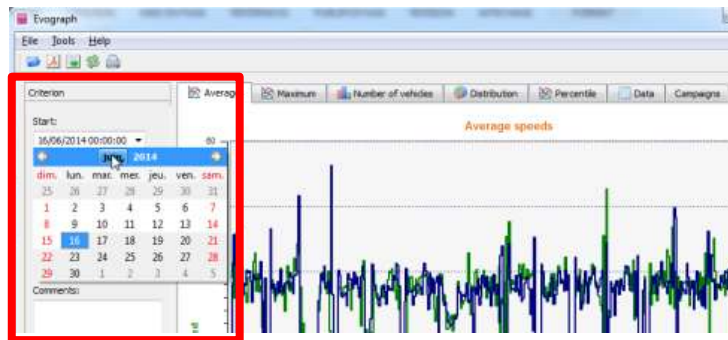 Evograph
File Tools Help
Criterion
Average Maximum Number of vehicles Distribution Percentile Data Campaigns
Start:
Average speeds
16/06/2014 00:00:00
60
2014
dim. lun. mar. mer. jeu. ven. sam.
25 26 27 28 29 30 31
1 2 3 4 5 6 7
8 9 10 11 12 13 14
15 16 17 18 19 20 21
22 23 24 25 26 27 28
29 30 1 2 3 4 5
Comments: